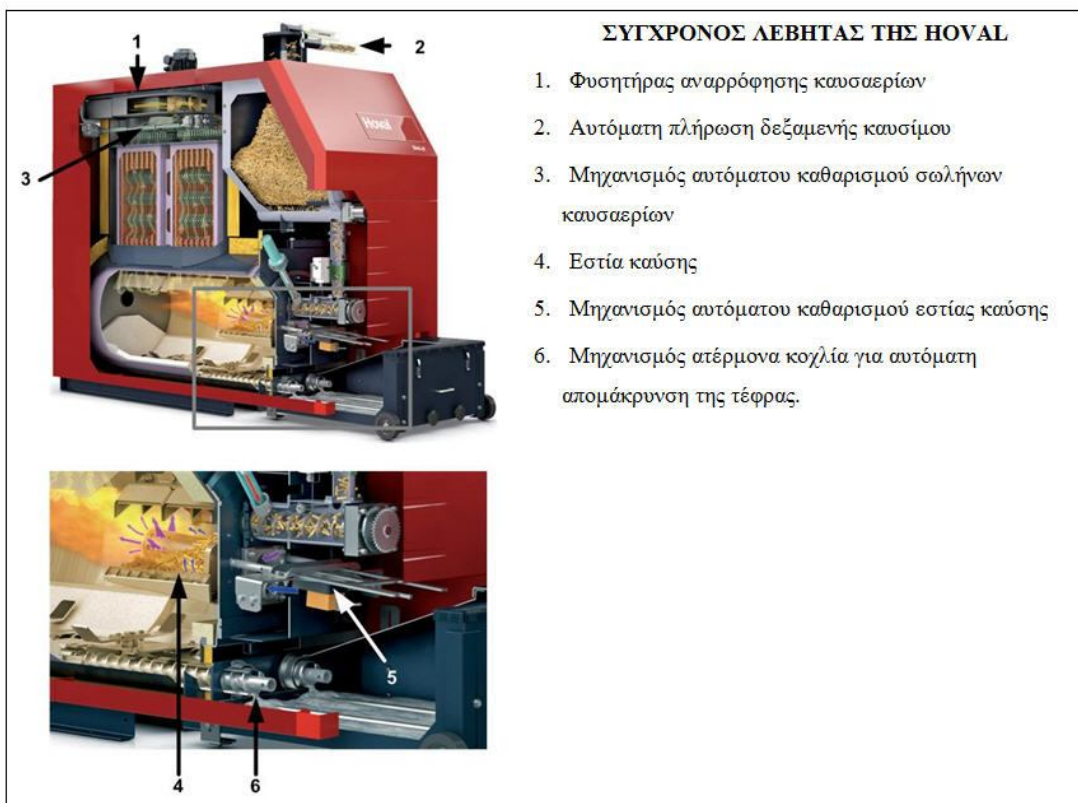 1
2
3
Hoval
4
5
6
ΣΥΓΧΡΟΝΟΣ ΛΕΒΗΤΑΣ ΤΗΣ HOVAL
1. Φυσητήρας αναρρόφησης καυσαερίων
2. Αυτόματη πλήρωση δεξαμενής καυσίμου
3. Μηχανισμός αυτόματου καθαρισμού σωλήνων
καυσαερίων
4. Εστία καύσης
5. Μηχανισμός αυτόματου καθαρισμού εστίας καύσης
6. Μηχανισμός ατέρμονα κοχλία για αυτόματη
απομάκρυνση της τέφρας.